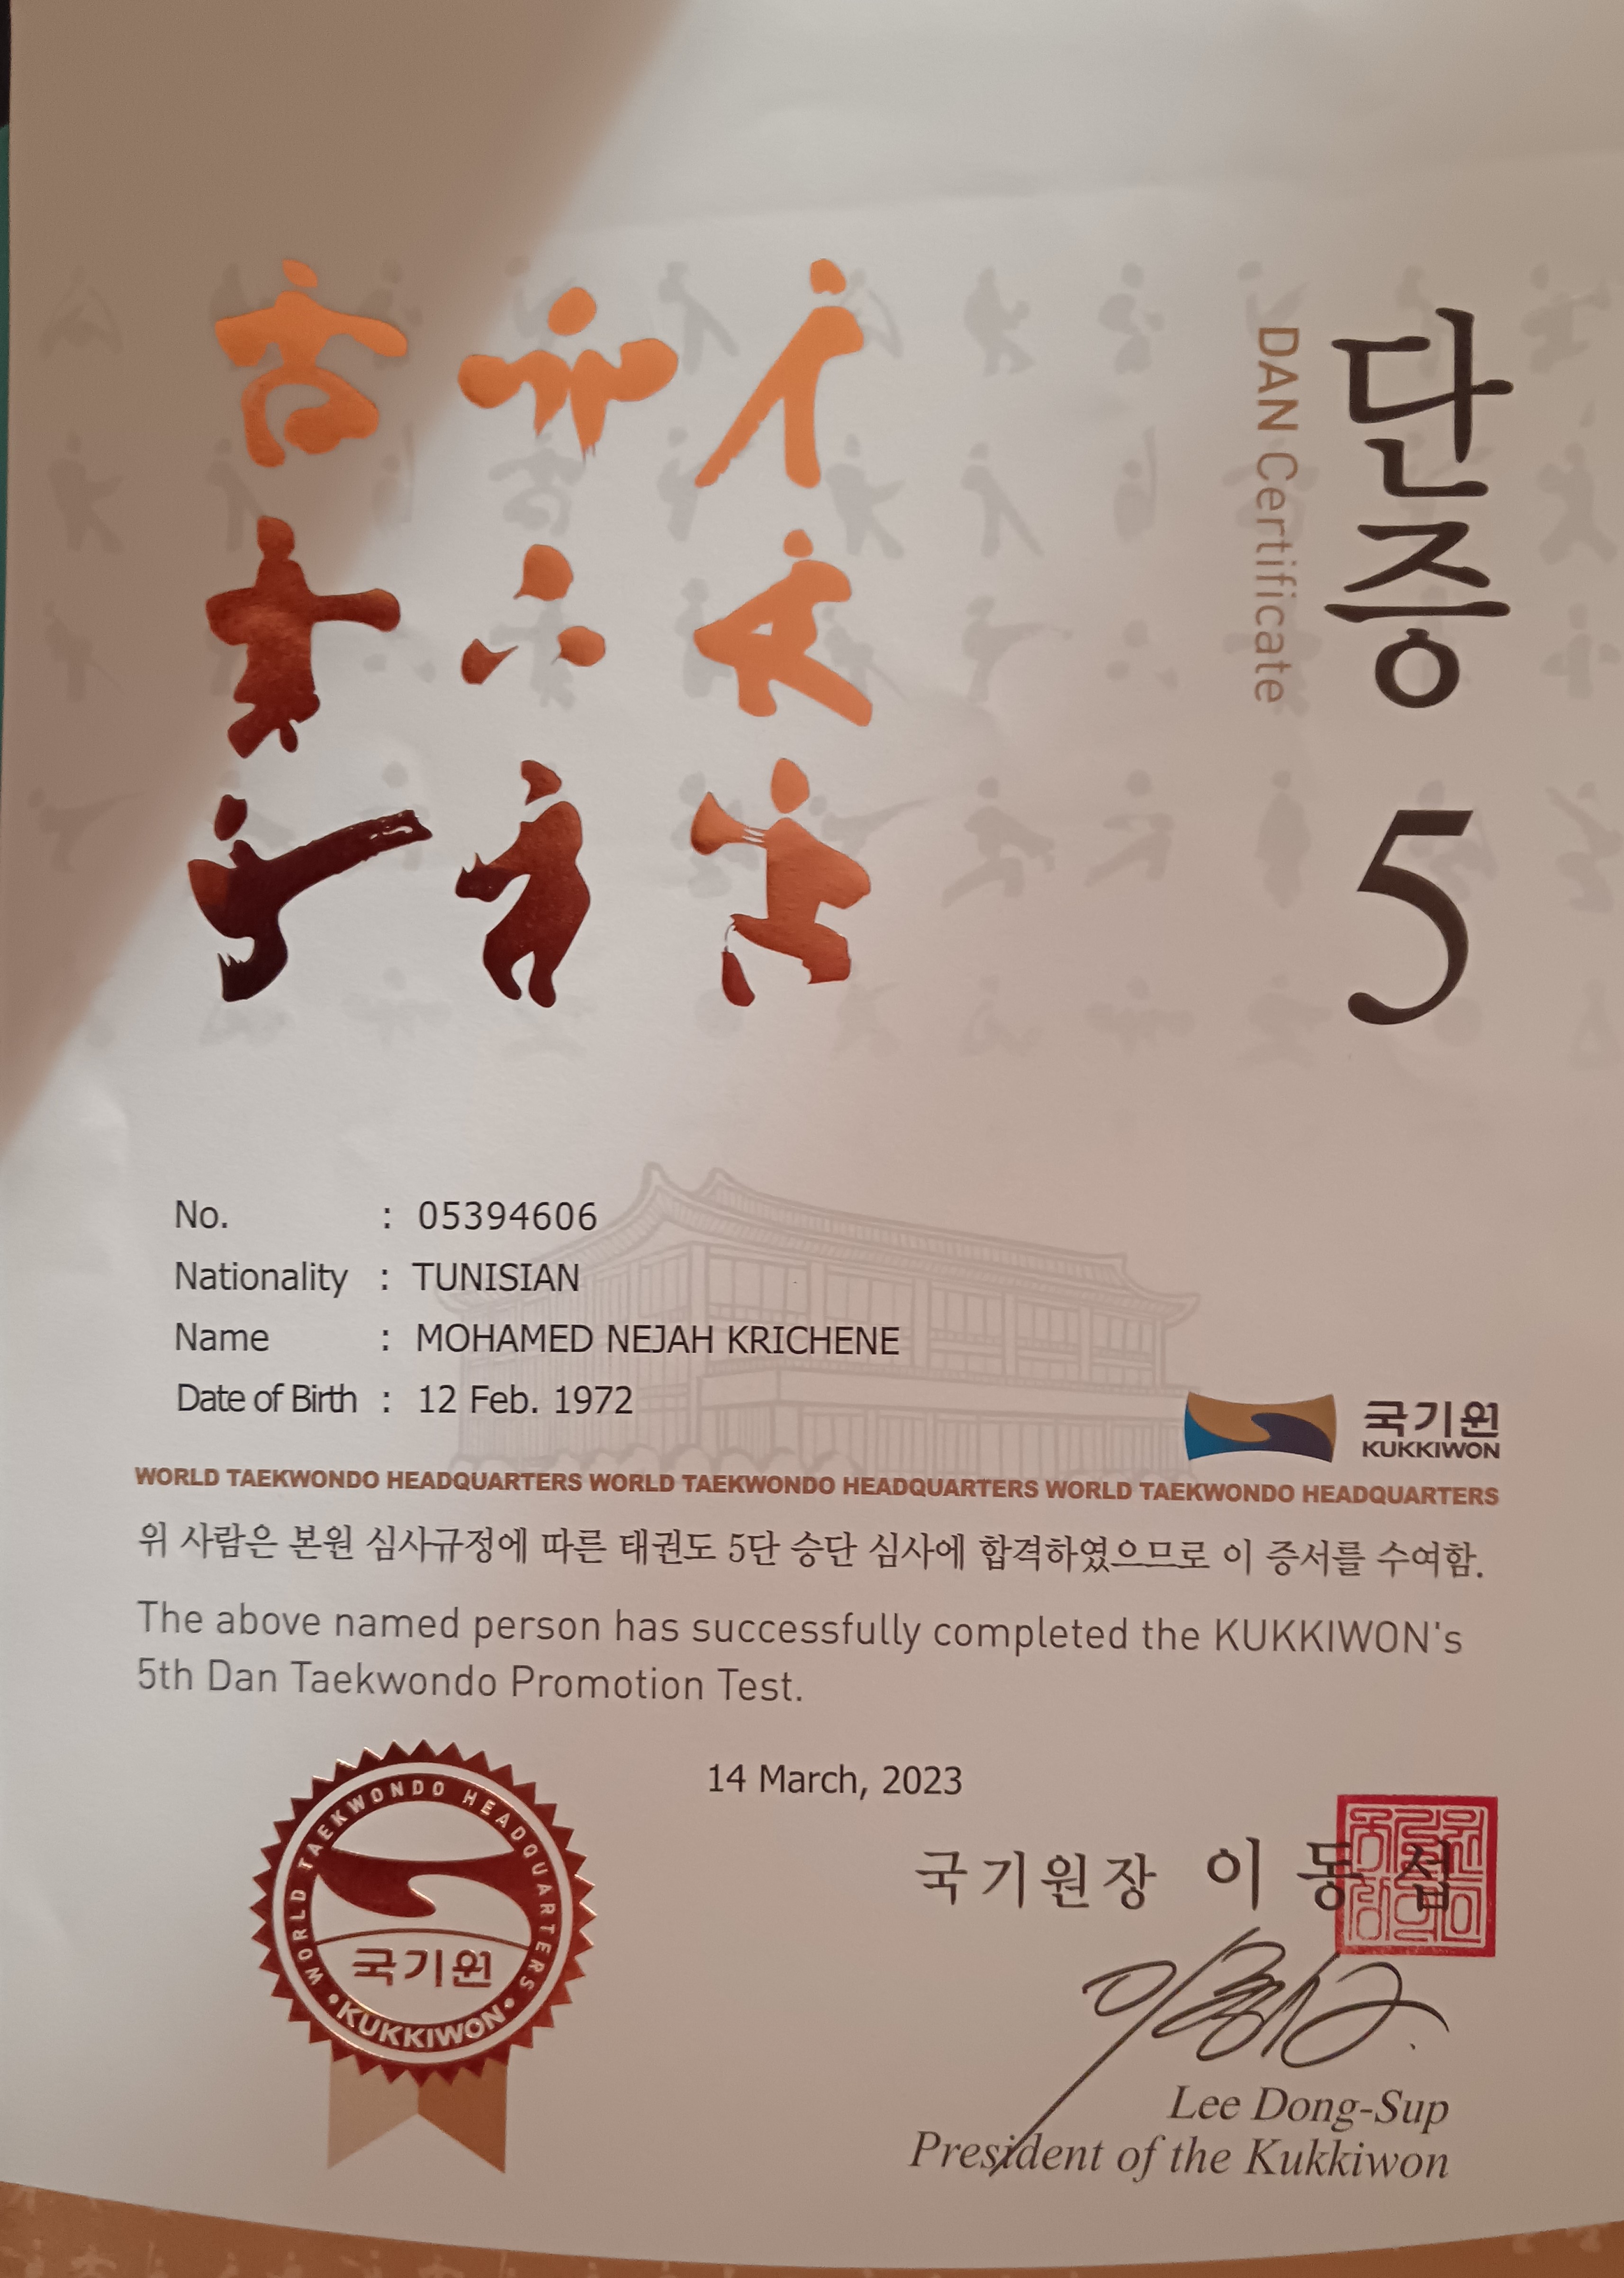 단증 5
DAN Certificate
No. : 05394606
Nationality : TUNISIAN
Name : MOHAMED NEJAH KRICHENE
Date of Birth : 12 Feb. 1972
국기원
KUKKIWON
WORLD TAEKWONDO HEADQUARTERS WORLD TAEKWONDO HEADQUARTERS WORLD TAEKWONDO HEADQUARTERS
위 사람은 본원 심사규정에 따른 태권도 5단 승단 심사에 합격하였으므로 이 증서를 수여함.
The above named person has successfully completed the KUKKIWON's
5th Dan Taekwondo Promotion Test.
14 March, 2023
WORLD TAEKWONDO HEADQUARTERS
국기원
•KUKKIWON•
국기원장 이동섭
Lee Dong-Sup
President of the Kukkiwon